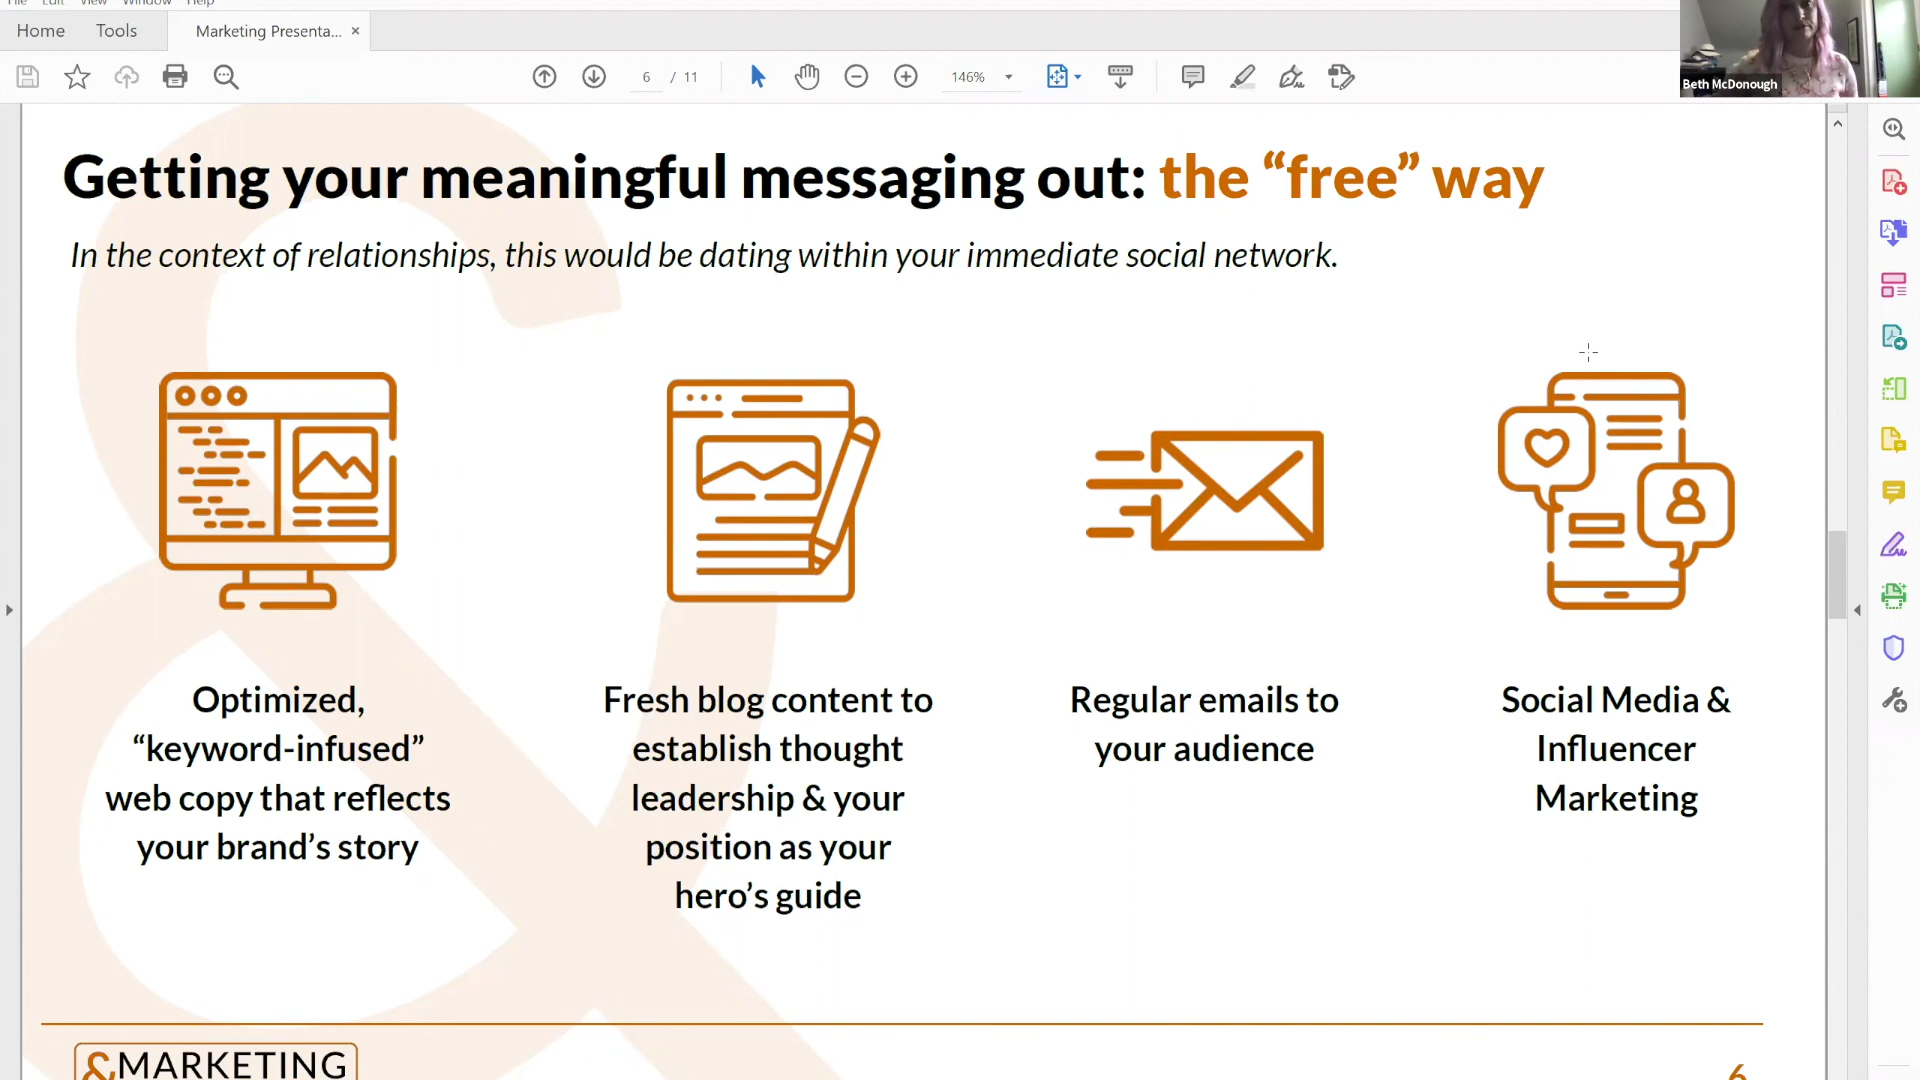 File Edit View Window Help
Home Tools Marketing Presenta... ×
6 / 11 146%
Beth McDonough
Getting your meaningful messaging out: the “free” way
In the context of relationships, this would be dating within your immediate social network.
Optimized,
“keyword-infused”
web copy that reflects
your brand’s story
Fresh blog content to
establish thought
leadership & your
position as your
hero’s guide
Regular emails to
your audience
Social Media &
Influencer
Marketing
&MARKETING
6